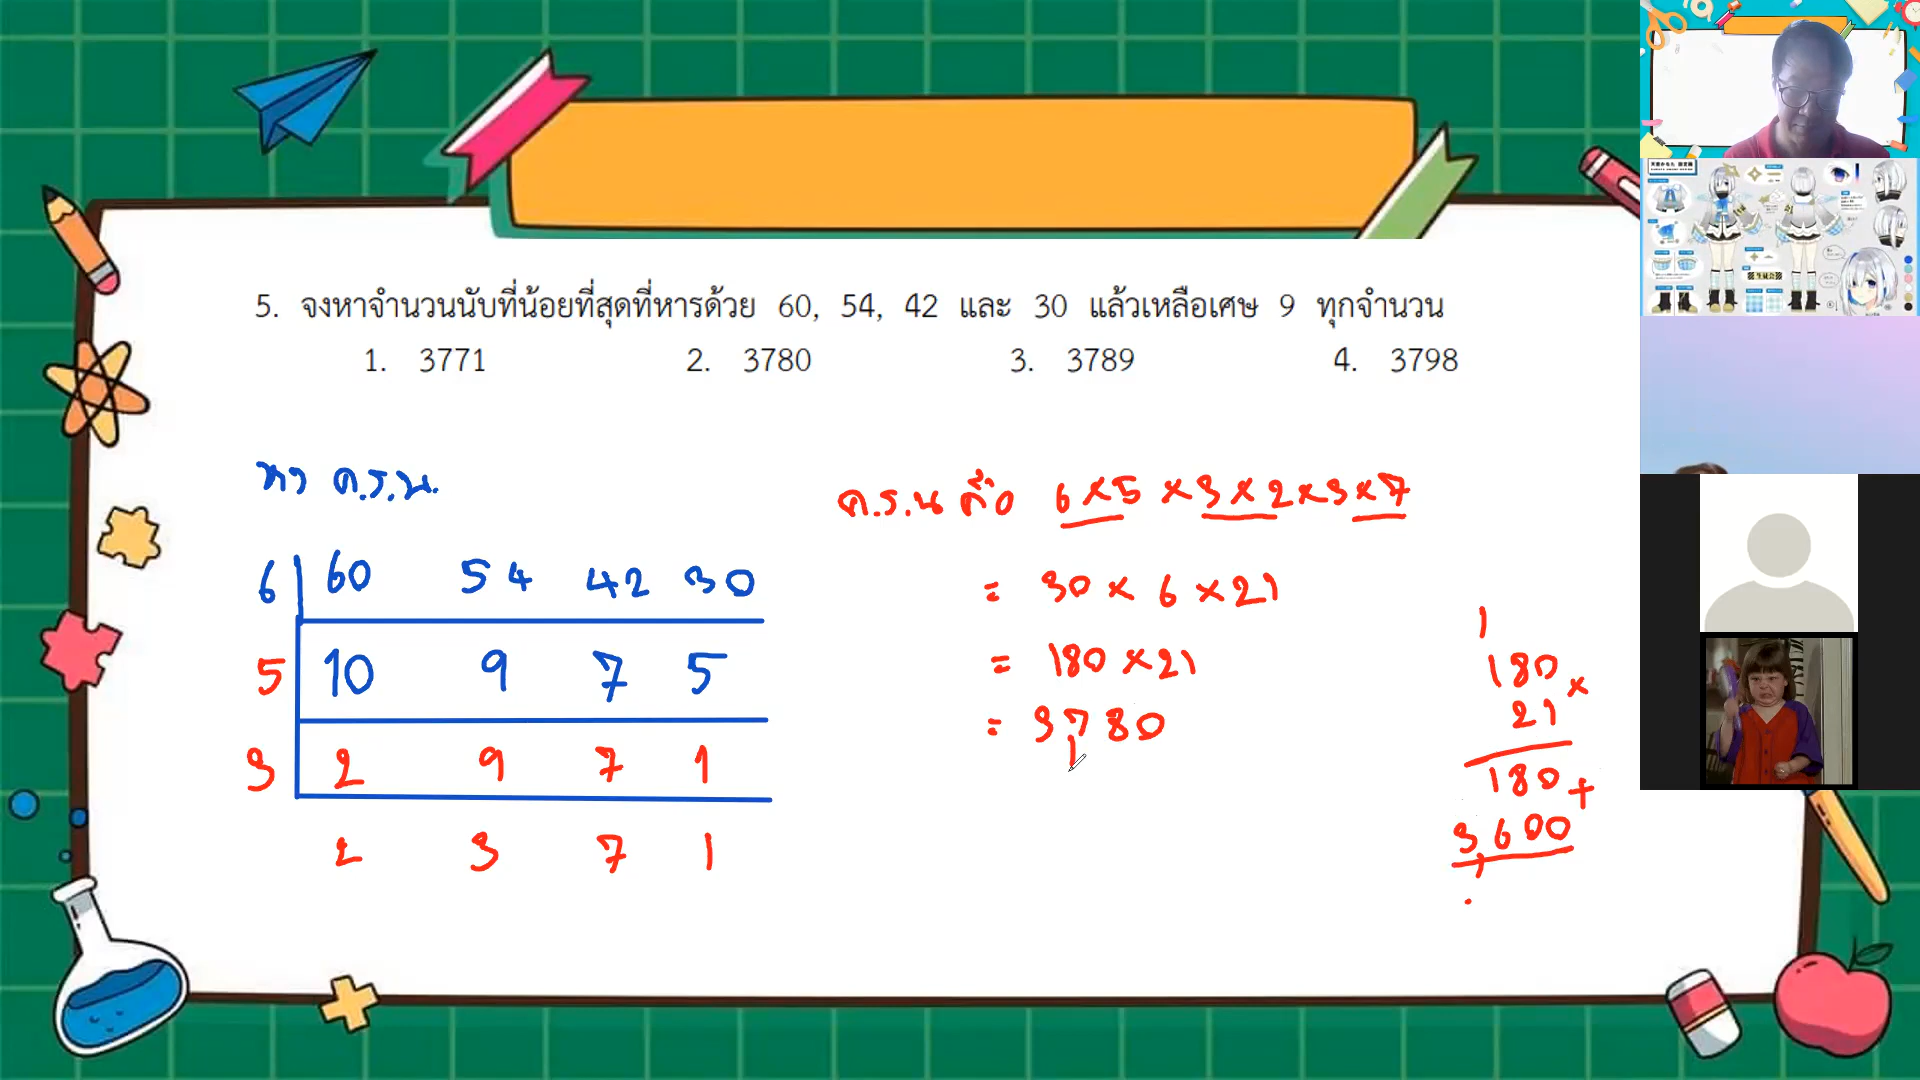 5. จงหาจำนวนนับที่น้อยที่สุดที่หารด้วย 60, 54, 42 และ 30 แล้วเหลือเศษ 9 ทุกจำนวน
1. 3771 2. 3780 3. 3789 4. 3798
หา ค.ร.น.
6 60 54 42 30
5 10 9 7 5
3 2 9 7 1
2 3 7 1
ค.ร.น คือ 6 × 5 × 3 × 2 × 3 × 7
= 30 × 6 × 21
= 180 × 21
= 3780
1
180 ×
21
180 +
3,600